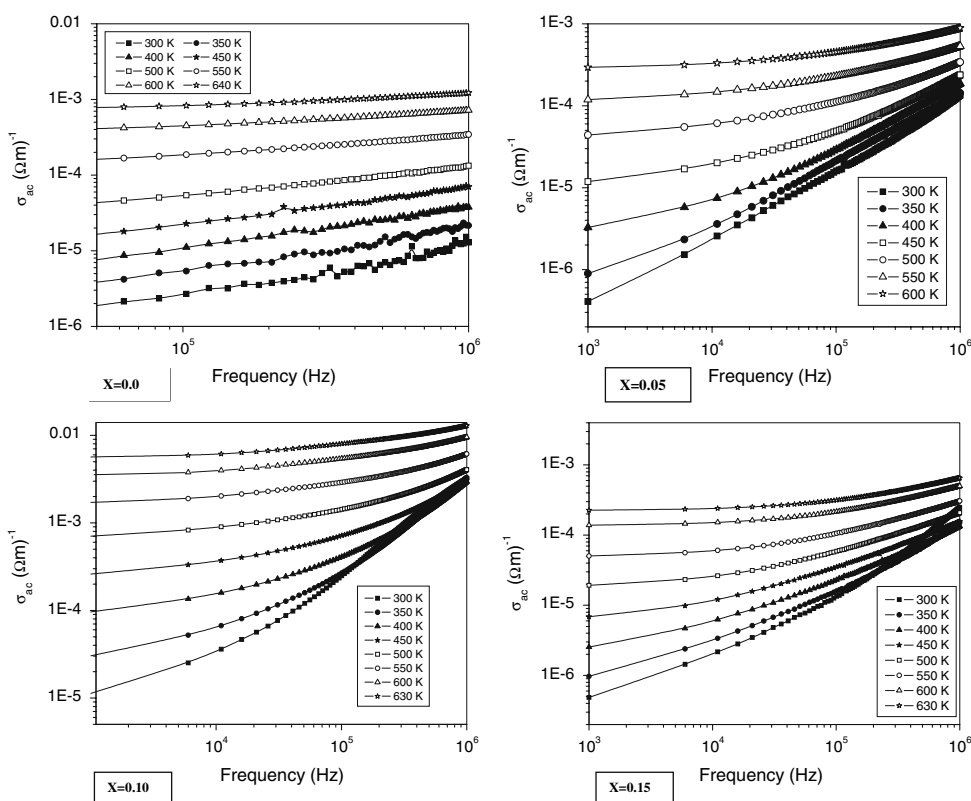 0.01
1E-3
1E-4
1E-5
1E-6
σac (Ωm)-1
300 K 350 K
400 K 450 K
500 K 550 K
600 K 640 K
10^5 10^6
Frequency (Hz)
X=0.0
1E-3
1E-4
1E-5
1E-6
σac (Ωm)-1
300 K
350 K
400 K
450 K
500 K
550 K
600 K
10^3 10^4 10^5 10^6
Frequency (Hz)
X=0.05
0.01
1E-3
1E-4
1E-5
σac (Ωm)-1
300 K
350 K
400 K
450 K
500 K
550 K
600 K
630 K
10^4 10^5 10^6
Frequency (Hz)
X=0.10
1E-3
1E-4
1E-5
1E-6
σac (Ωm)-1
300 K
350 K
400 K
450 K
500 K
550 K
600 K
630 K
10^3 10^4 10^5 10^6
Frequency (Hz)
X=0.15